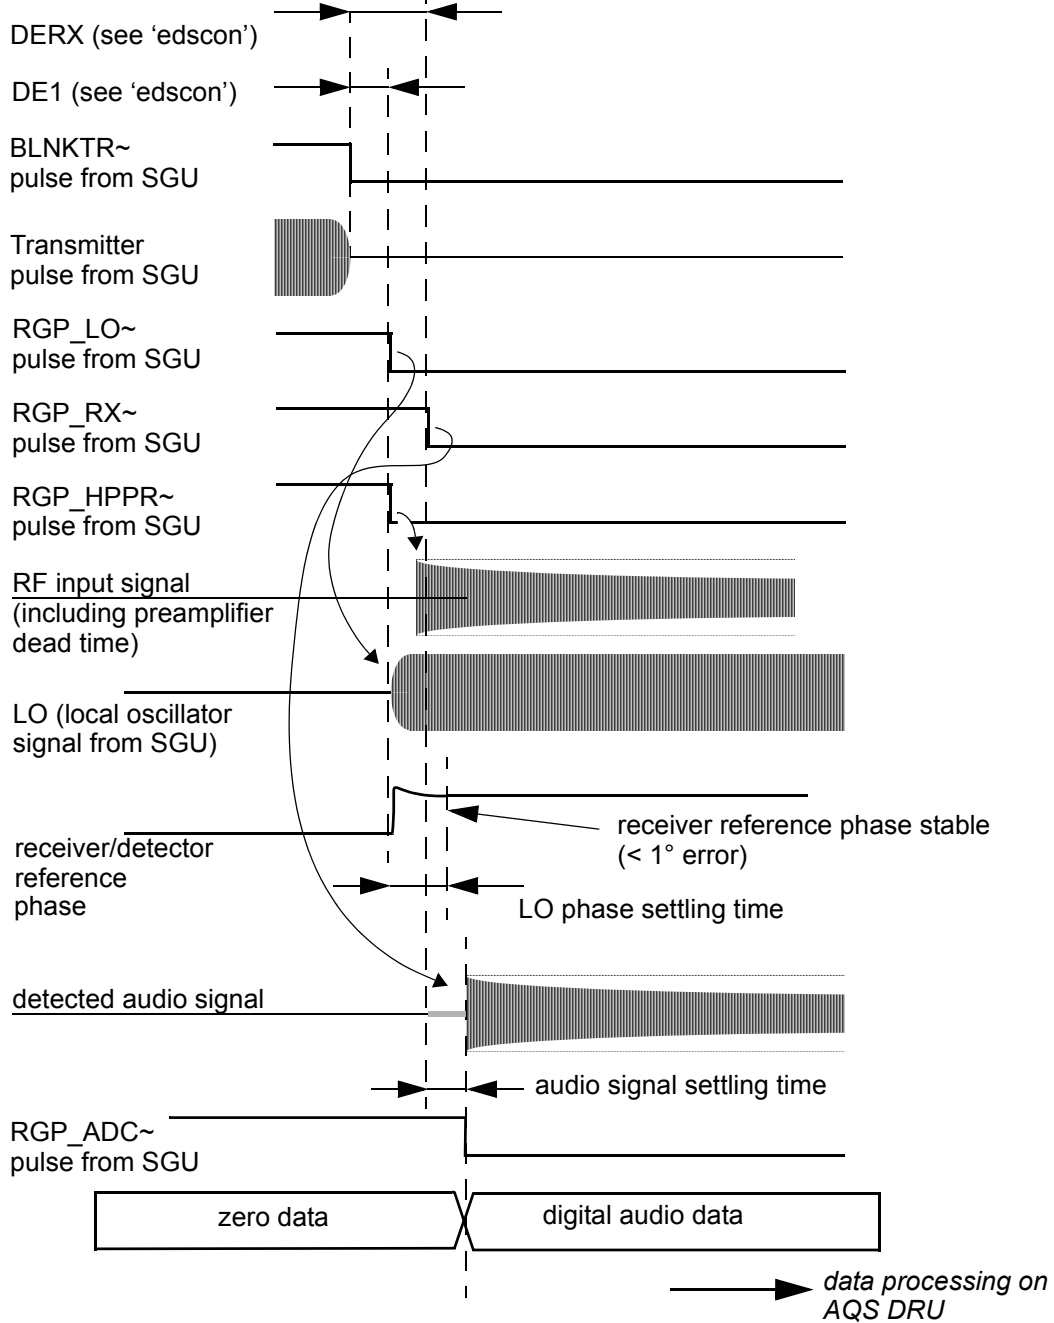 DERX (see ‘edscon’)
DE1 (see ‘edscon’)
BLNKTR~
pulse from SGU
Transmitter
pulse from SGU
RGP_LO~
pulse from SGU
RGP_RX~
pulse from SGU
RGP_HPPR~
pulse from SGU
RF input signal
(including preamplifier
dead time)
LO (local oscillator
signal from SGU)
receiver reference phase stable
(< 1° error)
receiver/detector
reference
phase
LO phase settling time
detected audio signal
audio signal settling time
RGP_ADC~
pulse from SGU
zero data
digital audio data
data processing on
AQS DRU